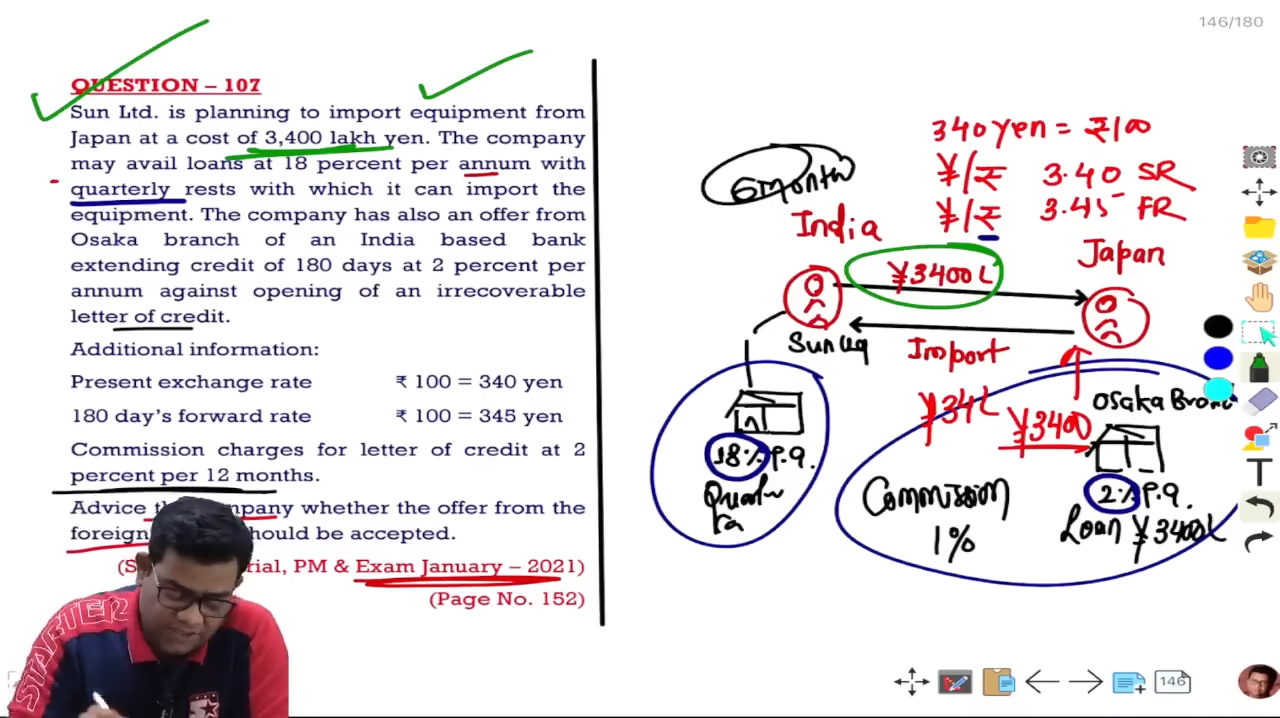 146/180
QUESTION – 107
Sun Ltd. is planning to import equipment from
Japan at a cost of 3,400 lakh yen. The company
may avail loans at 18 percent per annum with
quarterly rests with which it can import the
equipment. The company has also an offer from
Osaka branch of an India based bank
extending credit of 180 days at 2 percent per
annum against opening of an irrecoverable
letter of credit.
Additional information:
Present exchange rate ₹ 100 = 340 yen
180 day's forward rate ₹ 100 = 345 yen
Commission charges for letter of credit at 2
percent per 12 months.
Advice the company whether the offer from the
foreign should be accepted.
PM & Exam January – 2021)
(Page No. 152)
340 yen = ₹100
¥/₹ 3.40 SR
¥/₹ 3.45 FR
6 month
India
Japan
¥3400L
Sun Ltd
Import
¥34L
¥3400
Osaka
18% p.a.
Commission
1%
2% p.a.
Loan ¥3400L
STARTER
146